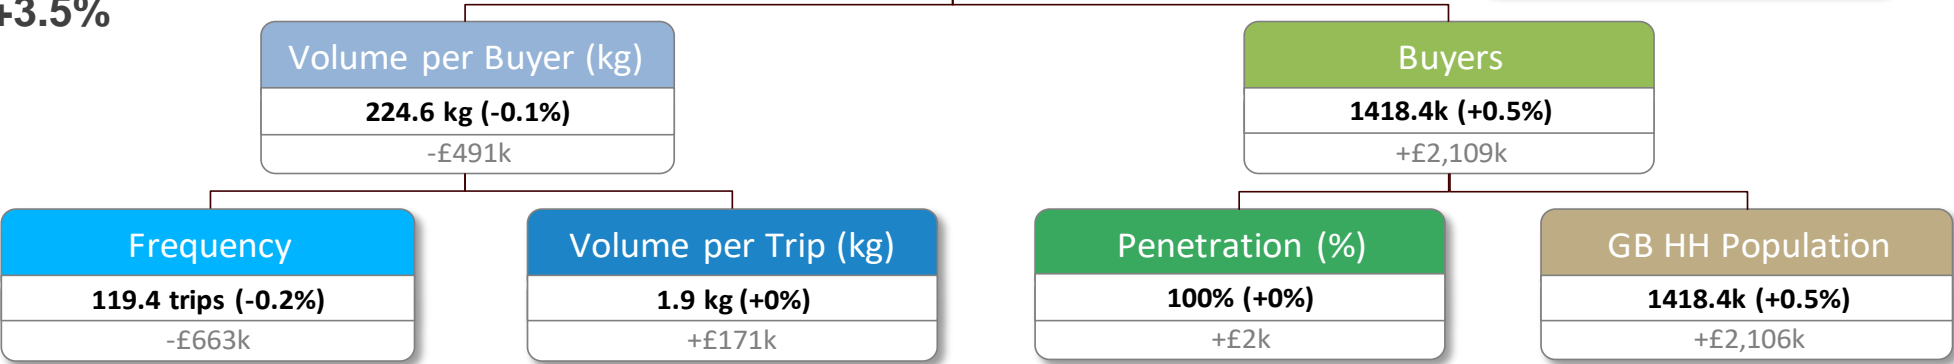 +3.5%
Volume per Buyer (kg)
224.6 kg (-0.1%)
-£491k
Buyers
1418.4k (+0.5%)
+£2,109k
Frequency
119.4 trips (-0.2%)
-£663k
Volume per Trip (kg)
1.9 kg (+0%)
+£171k
Penetration (%)
100% (+0%)
+£2k
GB HH Population
1418.4k (+0.5%)
+£2,106k